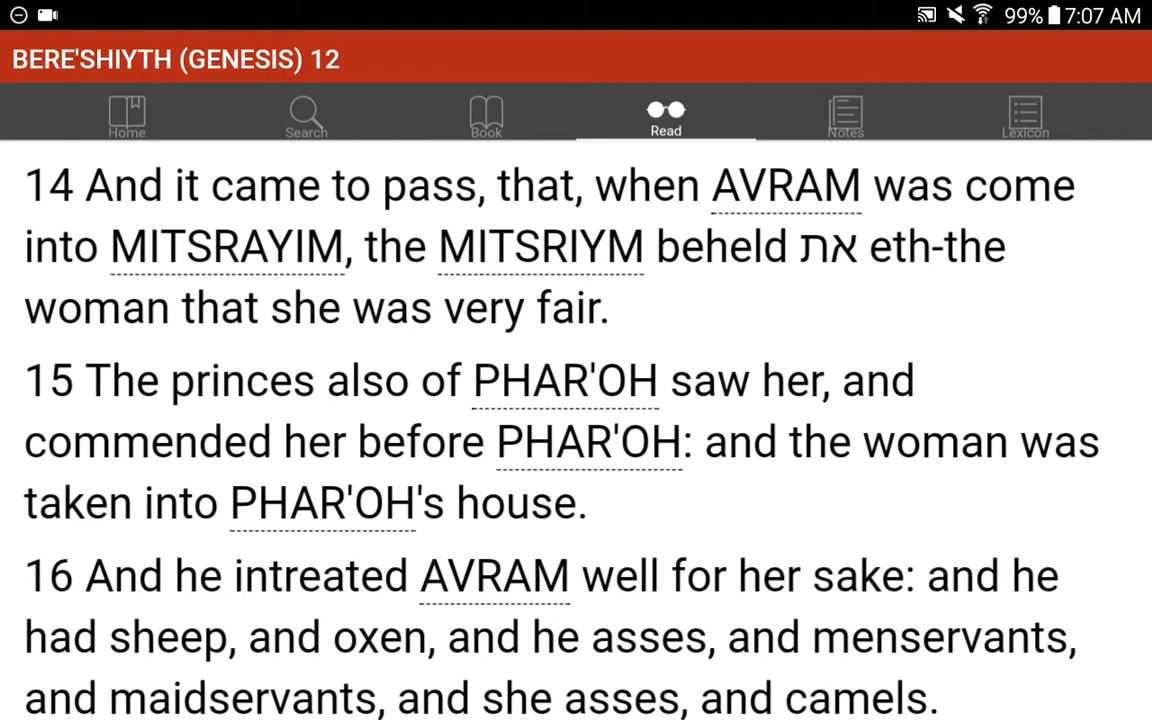 99% 7:07 AM
BERE'SHIYTH (GENESIS) 12
Home Search Book Read Notes Lexicon
14 And it came to pass, that, when AVRAM was come
into MITSRAYIM, the MITSRIYM beheld את eth-the
woman that she was very fair.
15 The princes also of PHAR'OH saw her, and
commended her before PHAR'OH: and the woman was
taken into PHAR'OH's house.
16 And he intreated AVRAM well for her sake: and he
had sheep, and oxen, and he asses, and menservants,
and maidservants, and she asses, and camels.